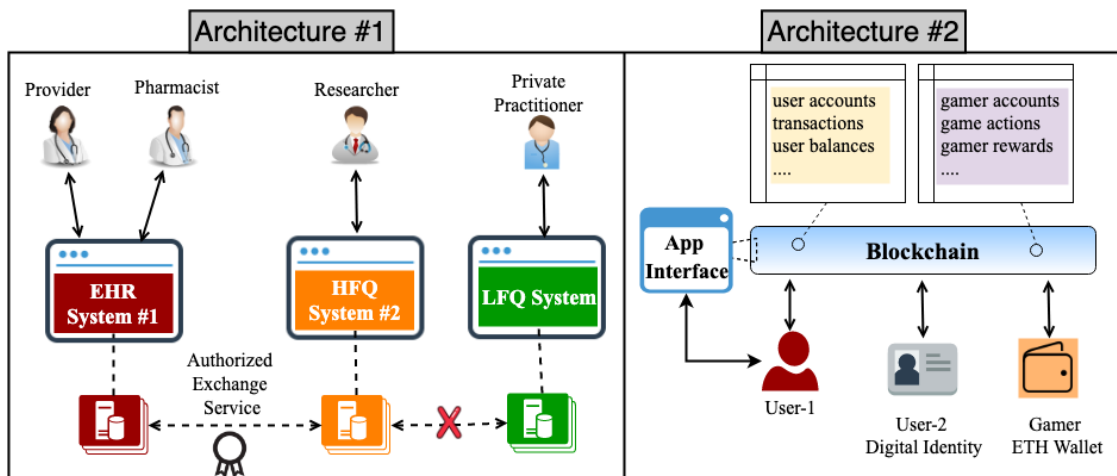 Architecture #1
Provider
Pharmacist
Researcher
Private
Practitioner
EHR
System #1
HFQ
System #2
LFQ System
Authorized
Exchange
Service
Architecture #2
user accounts
transactions
user balances
....
gamer accounts
game actions
gamer rewards
....
App
Interface
Blockchain
User-1
User-2
Digital Identity
Gamer
ETH Wallet